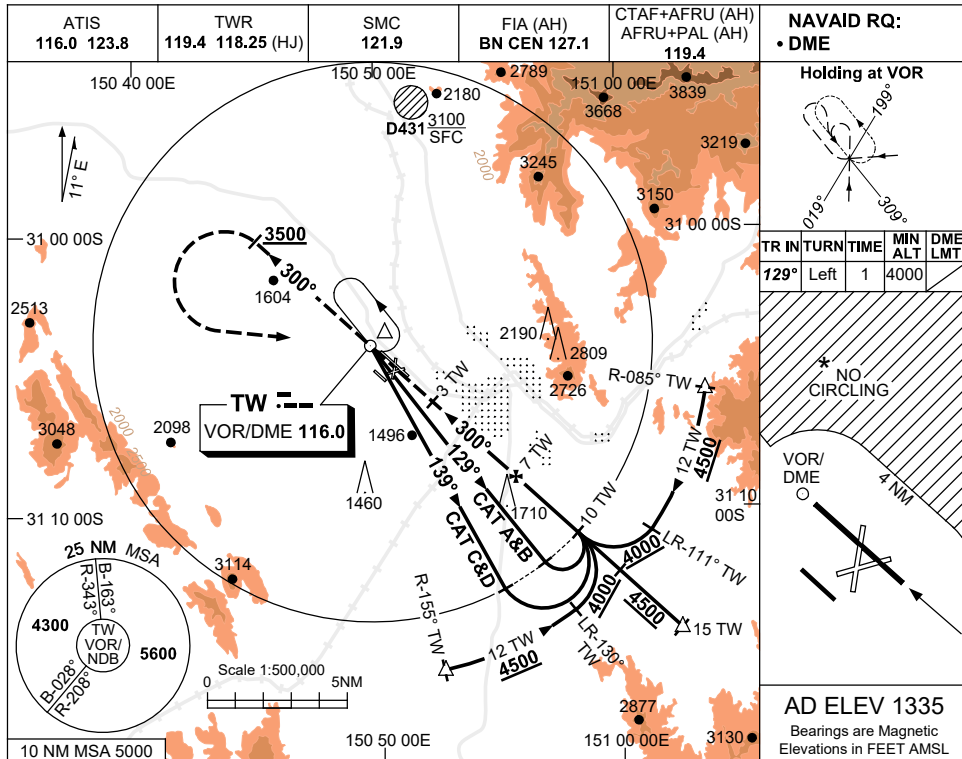 ATIS
116.0 123.8
TWR
119.4 118.25 (HJ)
SMC
121.9
FIA (AH)
BN CEN 127.1
CTAF+AFRU (AH)
AFRU+PAL (AH)
119.4
NAVAID RQ:
• DME
150 40 00E
150 50 00E
151 00 00E
2789
3839
3668
2180
D431 3100
SFC
3219
3245
3150
2000
11° E
31 00 00S
31 00 00S
3500
300°
1604
2513
2190
2809
2726
R-085° TW
3 TW
TW
VOR/DME 116.0
300°
7 TW
12 TW
4500
3048
2098
2000
2500
1496
1460
129°
CAT A&B
139°
CAT C&D
1710
10 TW
31 10
00S
31 10 00S
LR-111° TW
4000
4000
4500
15 TW
LR-130°
TW
R-155° TW
12 TW
4500
3114
25 NM MSA
R-343°
B-163°
4300
TW
VOR/
NDB
5600
B-028°
R-208°
Scale 1:500,000
0
5NM
2877
3130
10 NM MSA 5000
150 50 00E
151 00 00E
Holding at VOR
199°
019°
309°
TR IN TURN TIME MIN ALT DME LMT
129° Left 1 4000
* NO
CIRCLING
VOR/
DME
4 NM
AD ELEV 1335
Bearings are Magnetic
Elevations in FEET AMSL